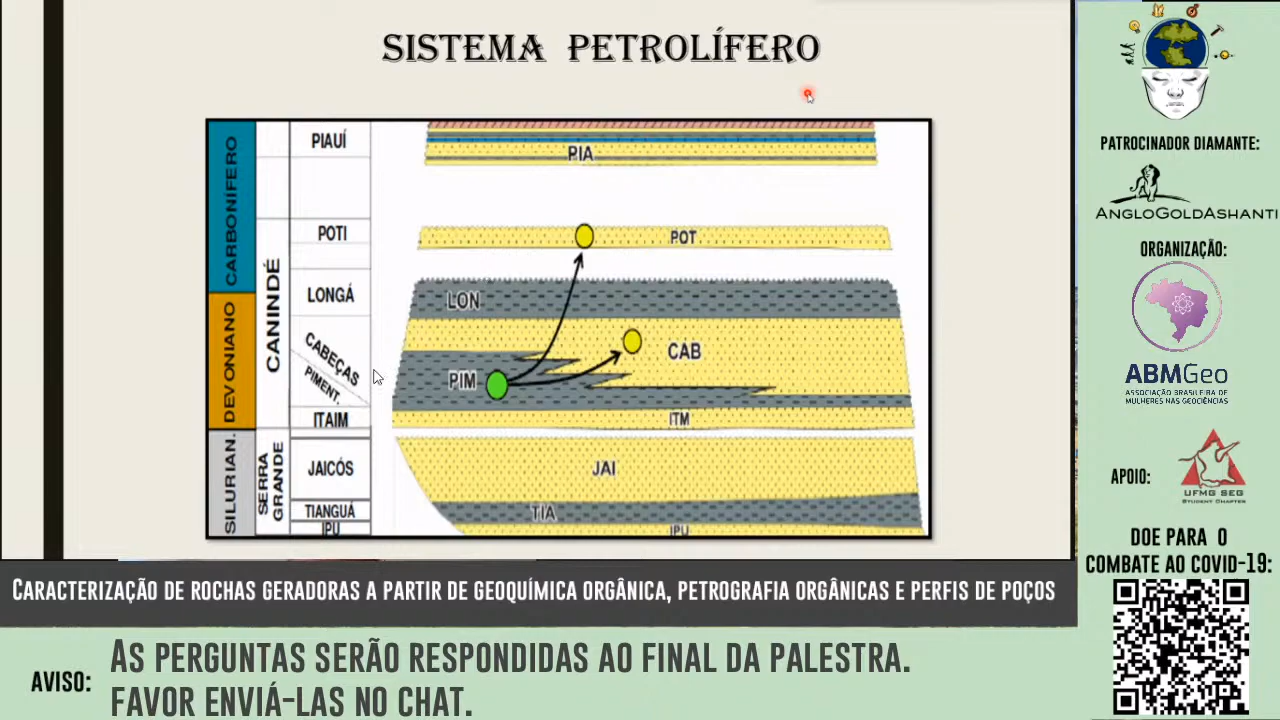 SISTEMA PETROLÍFERO
CARBONÍFERO
DEVONIANO
SILURIAN.
CANINDÉ
SERRA
GRANDE
PIAUÍ
POTI
LONGÁ
CABEÇAS
PIMENT.
ITAIM
JAICÓS
TIANGUÁ
IPU
PIA
POT
LON
CAB
PIM
ITM
JAI
TIA
IPU
CARACTERIZAÇÃO DE ROCHAS GERADORAS A PARTIR DE GEOQUÍMICA ORGÂNICA, PETROGRAFIA ORGÂNICAS E PERFIS DE POÇOS
AVISO:
AS PERGUNTAS SERÃO RESPONDIDAS AO FINAL DA PALESTRA.
FAVOR ENVIÁ-LAS NO CHAT.
PATROCINADOR DIAMANTE:
ANGLOGOLDASHANTI
ORGANIZAÇÃO:
ABMGeo
ASSOCIAÇÃO BRASILEIRA DE
MULHERES NAS GEOCIÊNCIAS
APOIO:
UFMG SEG
STUDENT CHAPTER
DOE PARA O
COMBATE AO COVID-19: